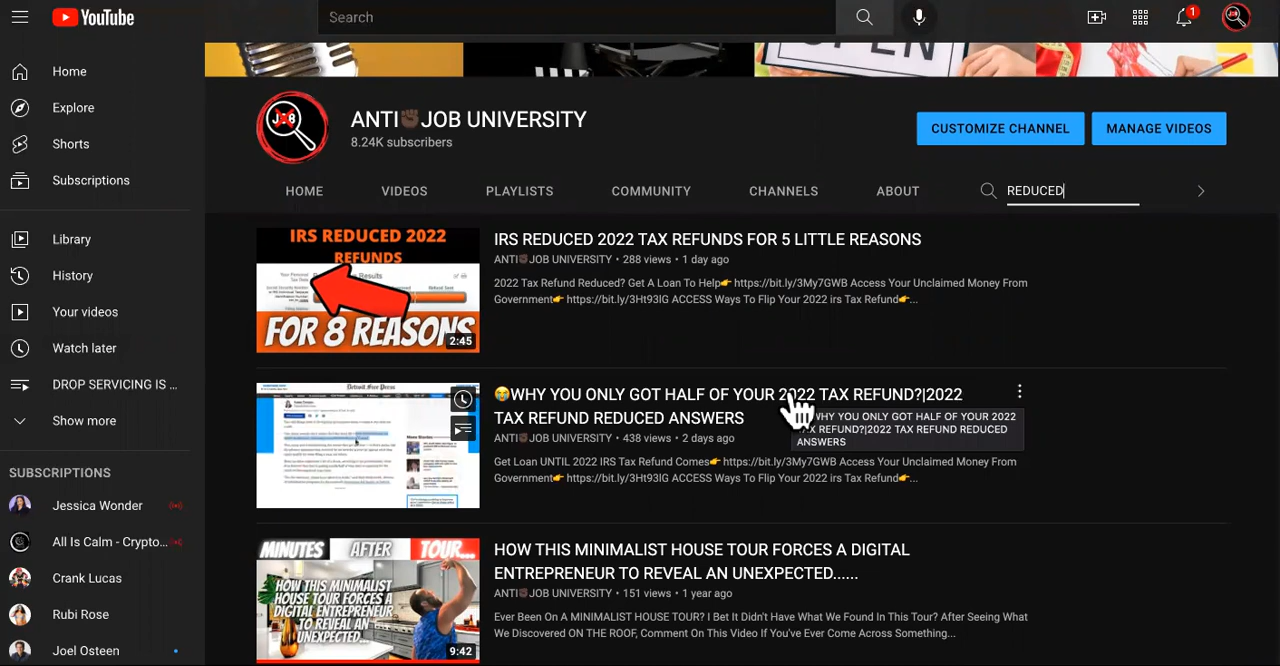 YouTube
Search
1
Home
Explore
Shorts
Subscriptions
Library
History
Your videos
Watch later
DROP SERVICING IS ...
Show more
SUBSCRIPTIONS
Jessica Wonder
All Is Calm - Crypto...
Crank Lucas
Rubi Rose
Joel Osteen
OPEN
JOB
ANTI✊🏿JOB UNIVERSITY
8.24K subscribers
CUSTOMIZE CHANNEL
MANAGE VIDEOS
HOME
VIDEOS
PLAYLISTS
COMMUNITY
CHANNELS
ABOUT
REDUCED
IRS REDUCED 2022
REFUNDS
FOR 8 REASONS
2:45
IRS REDUCED 2022 TAX REFUNDS FOR 5 LITTLE REASONS
ANTI✊🏿JOB UNIVERSITY • 288 views • 1 day ago
2022 Tax Refund Reduced? Get A Loan To Help👉 https://bit.ly/3My7GWB Access Your Unclaimed Money From
Government👉 https://bit.ly/3Ht93IG ACCESS Ways To Flip Your 2022 irs Tax Refund👉...
Detroit Free Press
😭WHY YOU ONLY GOT HALF OF YOUR 2022 TAX REFUND?|2022
TAX REFUND REDUCED ANSWERS
ANTI✊🏿JOB UNIVERSITY • 438 views • 2 days ago
Get Loan UNTIL 2022 IRS Tax Refund Comes👉 https://bit.ly/3My7GWB Access Your Unclaimed Money From
Government👉 https://bit.ly/3Ht93IG ACCESS Ways To Flip Your 2022 irs Tax Refund👉...
WHY YOU ONLY GOT HALF OF YOUR 2022
TAX REFUND?|2022 TAX REFUND REDUCED
ANSWERS
MINUTES AFTER TOUR...
HOW THIS MINIMALIST
HOUSE TOUR FORCES A
DIGITAL ENTREPRENEUR
TO REVEAL AN
UNEXPECTED...
9:42
HOW THIS MINIMALIST HOUSE TOUR FORCES A DIGITAL
ENTREPRENEUR TO REVEAL AN UNEXPECTED......
ANTI✊🏿JOB UNIVERSITY • 151 views • 1 year ago
Ever Been On A MINIMALIST HOUSE TOUR? I Bet It Didn't Have What We Found In This Tour? After Seeing What
We Discovered ON THE ROOF, Comment On This Video If You've Ever Come Across Something...